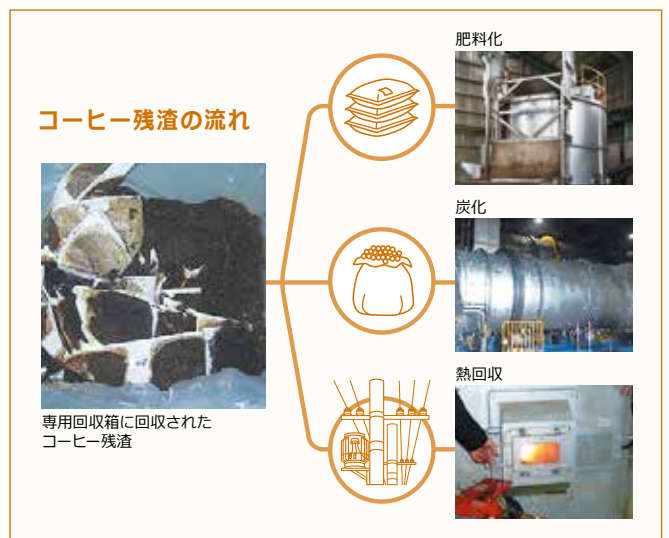 コーヒー残渣の流れ
専用回収箱に回収された
コーヒー残渣
肥料化
炭化
熱回収